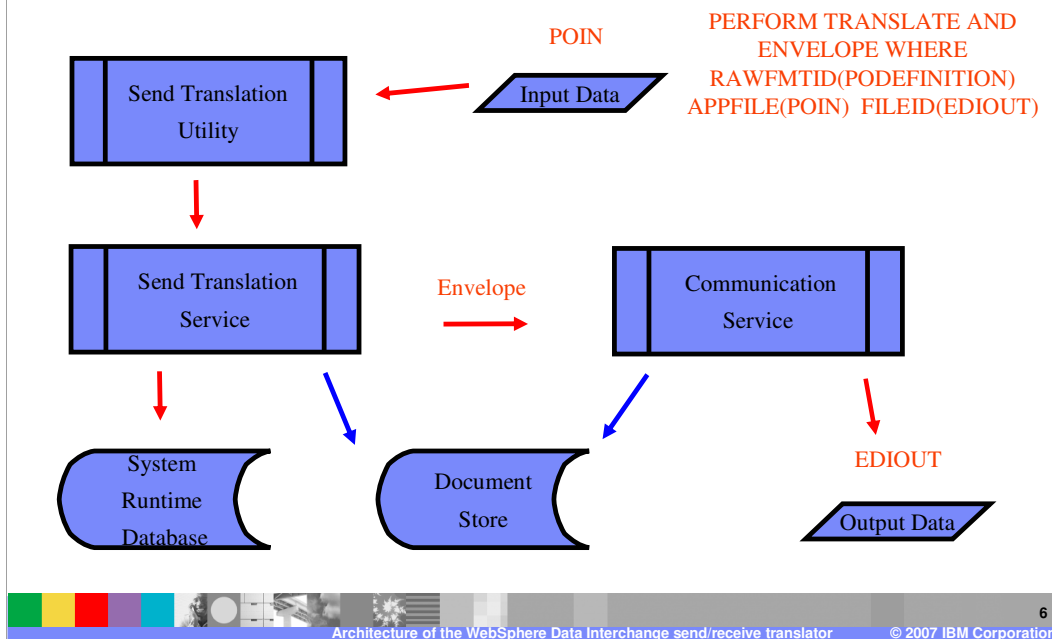 POIN
PERFORM TRANSLATE AND
ENVELOPE WHERE
RAWFMTID(PODEFINITION)
APPFILE(POIN) FILEID(EDIOUT)
Send Translation
Utility
Input Data
Send Translation
Service
Envelope
Communication
Service
System
Runtime
Database
Document
Store
EDIOUT
Output Data
6
Architecture of the WebSphere Data Interchange send/receive translator
© 2007 IBM Corporation